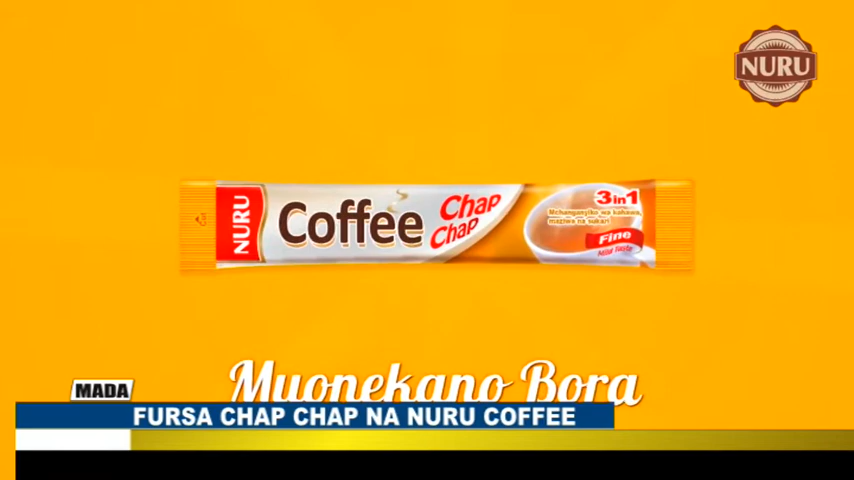 NURU
NURU
Coffee
Chap
Chap
3in1
Mchanganyiko wa kahawa,
maziwa na sukari
Fine
Mild Taste
Muonekano Bora
MADA
FURSA CHAP CHAP NA NURU COFFEE